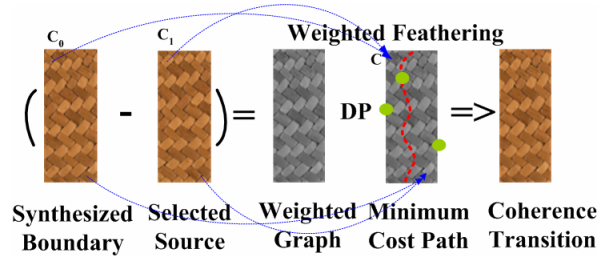 Weighted Feathering
C0
C1
C
( - ) = DP =>
Synthesized Boundary
Selected Source
Weighted Graph
Minimum Cost Path
Coherence Transition